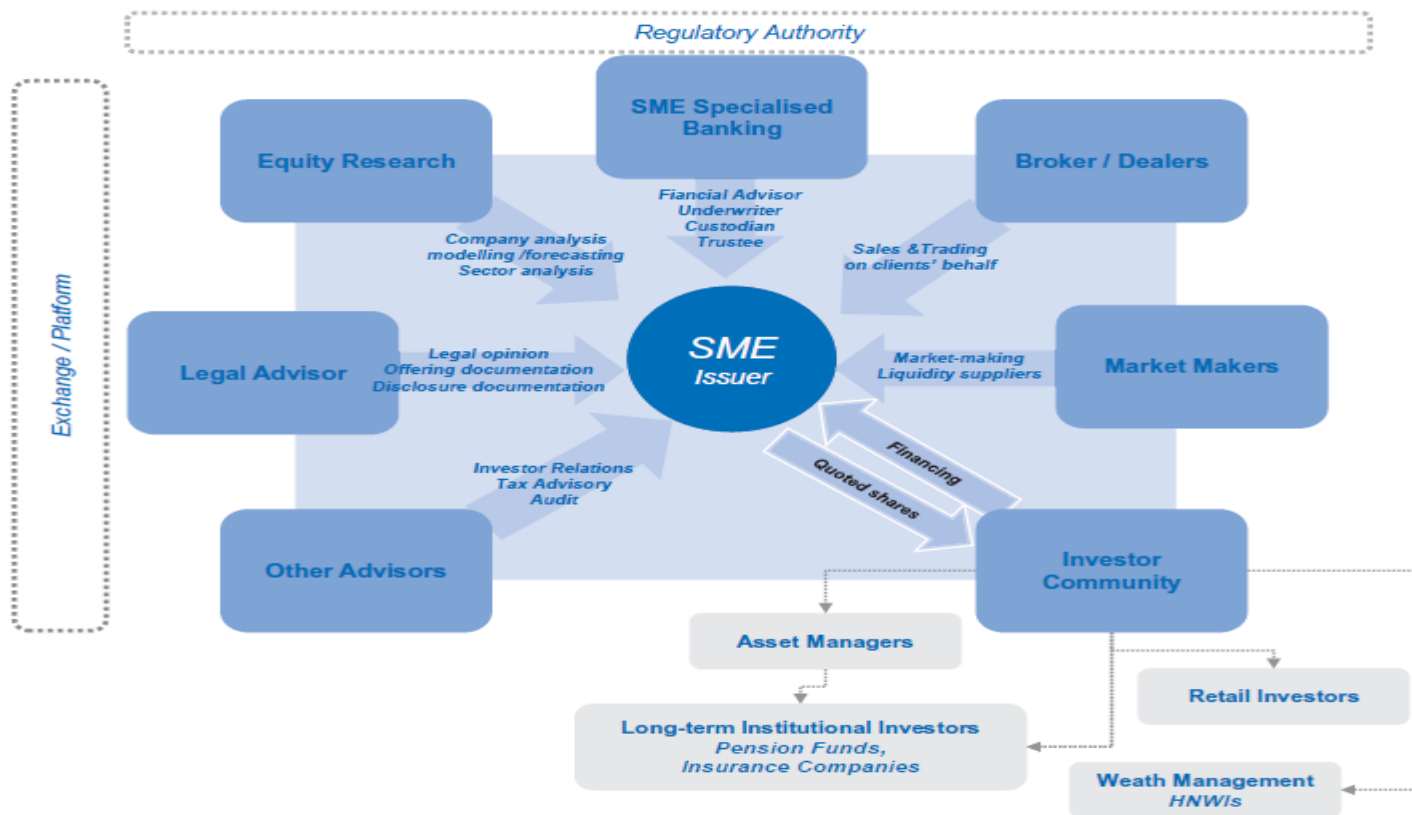 Regulatory Authority
Exchange / Platform
SME Specialised
Banking
Equity Research
Broker / Dealers
Fiancial Advisor
Underwriter
Custodian
Trustee
Company analysis
modelling /forecasting
Sector analysis
Sales &Trading
on clients' behalf
SME
Issuer
Legal Advisor
Legal opinion
Offering documentation
Disclosure documentation
Market-making
Liquidity suppliers
Market Makers
Financing
Quoted shares
Investor Relations
Tax Advisory
Audit
Other Advisors
Investor
Community
Asset Managers
Retail Investors
Long-term Institutional Investors
Pension Funds,
Insurance Companies
Weath Management
HNWIs